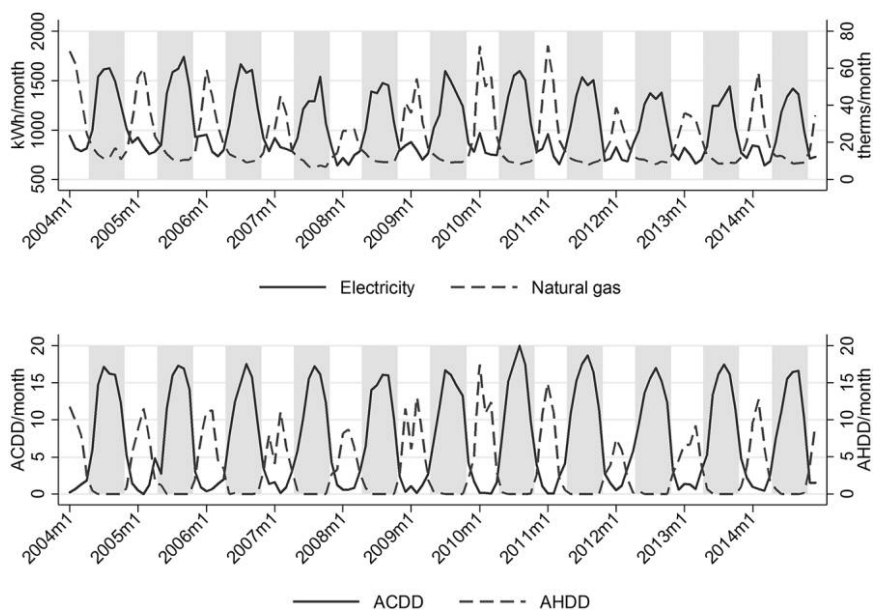 kWh/month
2000
1500
1000
500
80
60
40
20
0
therms/month
2004m1
2005m1
2006m1
2007m1
2008m1
2009m1
2010m1
2011m1
2012m1
2013m1
2014m1
Electricity
Natural gas
ACDD/month
20
15
10
5
0
20
15
10
5
0
AHDD/month
2004m1
2005m1
2006m1
2007m1
2008m1
2009m1
2010m1
2011m1
2012m1
2013m1
2014m1
ACDD
AHDD